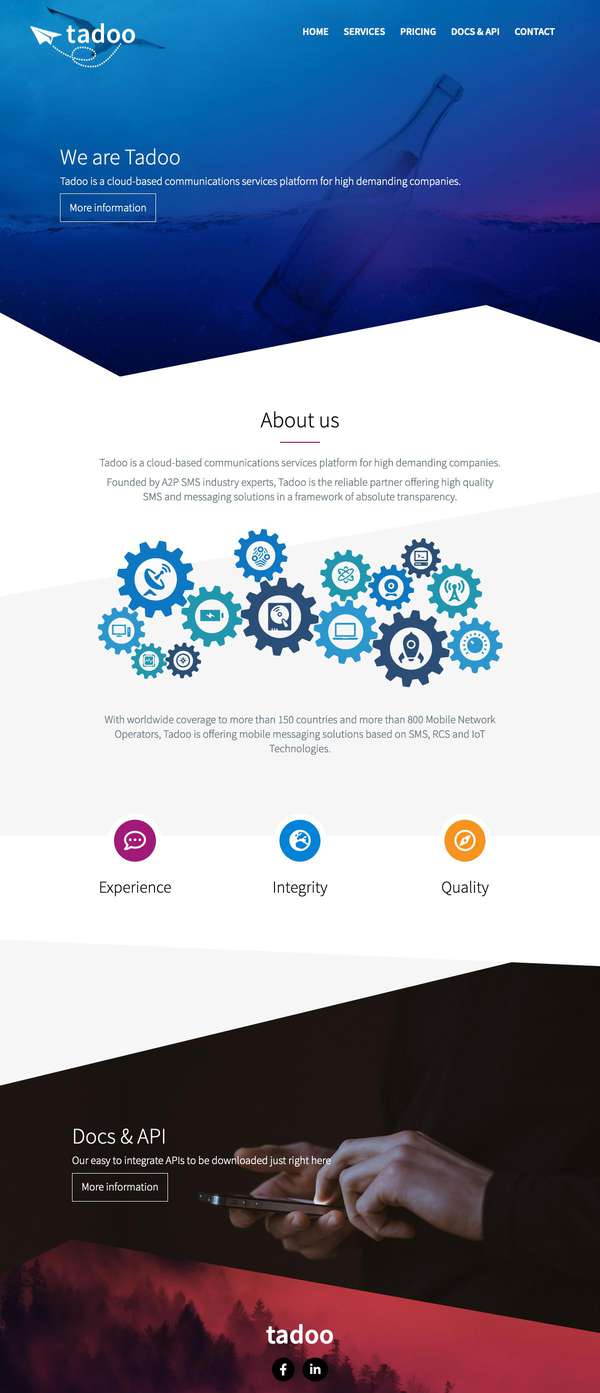 tadoo
HOME SERVICES PRICING DOCS & API CONTACT
We are Tadoo
Tadoo is a cloud-based communications services platform for high demanding companies.
More information
About us
Tadoo is a cloud-based communications services platform for high demanding companies.
Founded by A2P SMS industry experts, Tadoo is the reliable partner offering high quality
SMS and messaging solutions in a framework of absolute transparency.
With worldwide coverage to more than 150 countries and more than 800 Mobile Network
Operators, Tadoo is offering mobile messaging solutions based on SMS, RCS and IoT
Technologies.
Experience
Integrity
Quality
Docs & API
Our easy to integrate APIs to be downloaded just right here
More information
tadoo